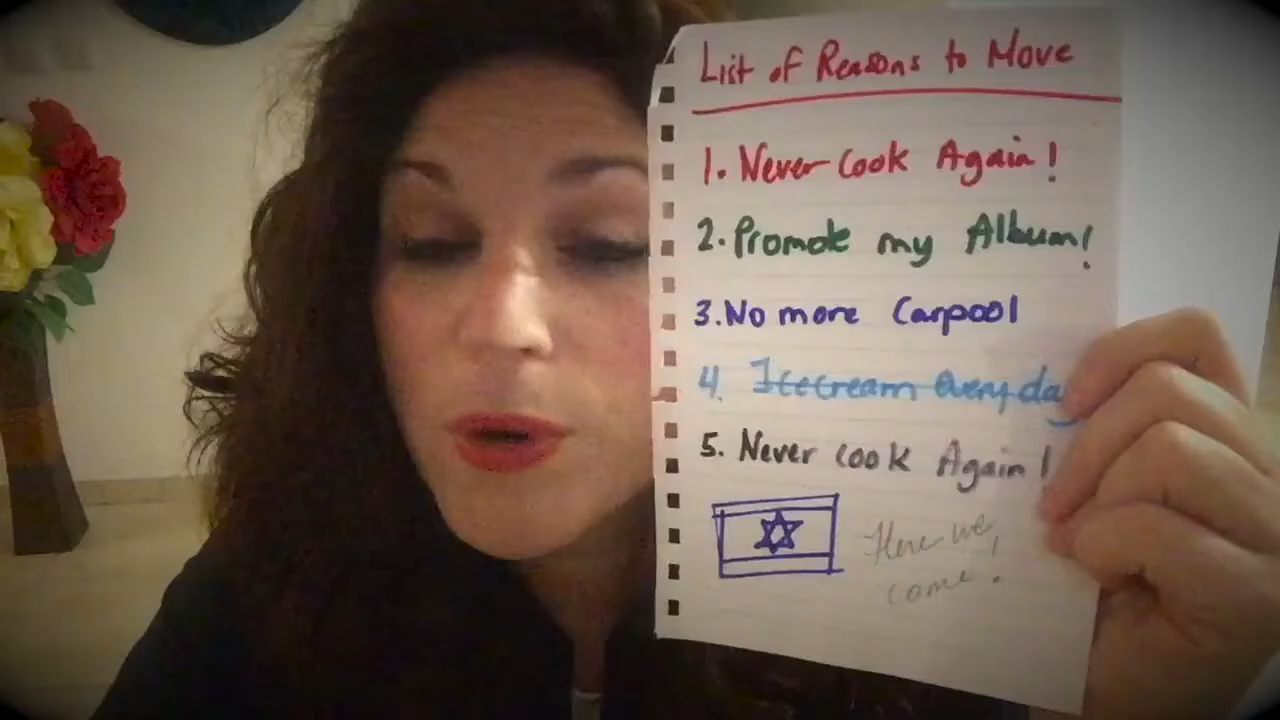 List of Reasons to Move
1. Never Cook Again!
2. Promote my Album!
3. No more Carpool
4. Icecream Everyday
5. Never Cook Again!
Here we
come!